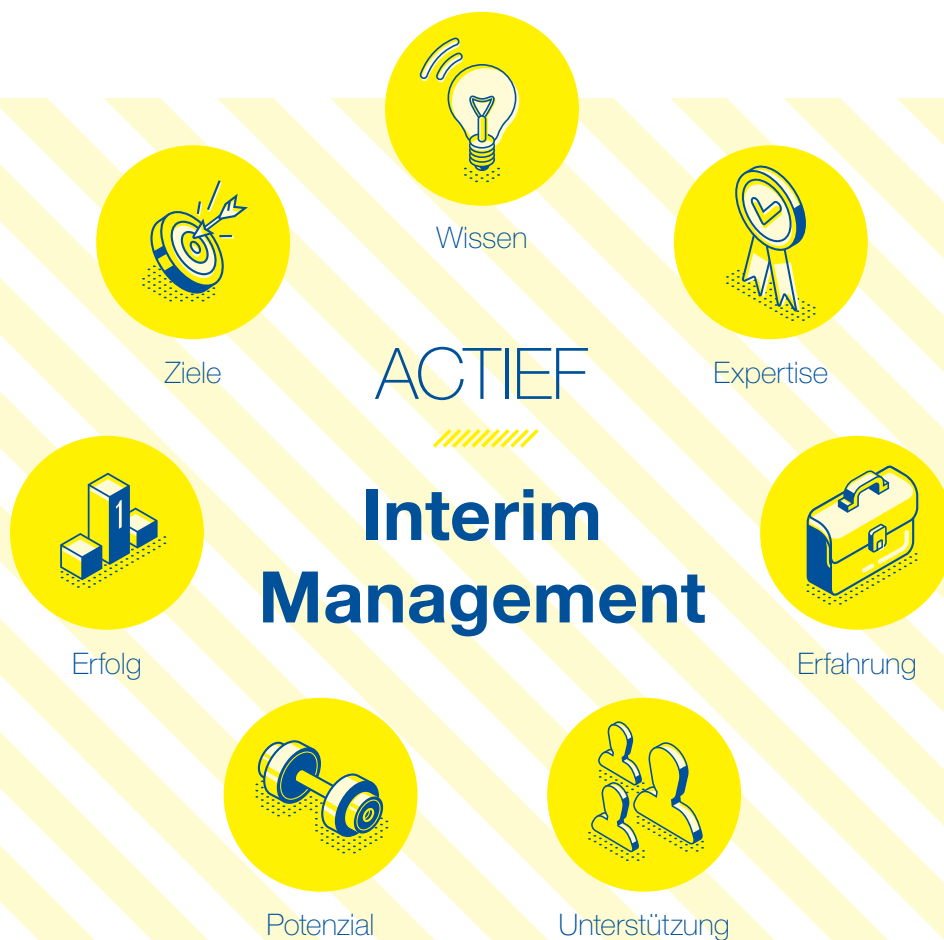 Wissen
Ziele
Expertise
ACTIEF
Interim
Management
1
Erfolg
Erfahrung
Potenzial
Unterstützung